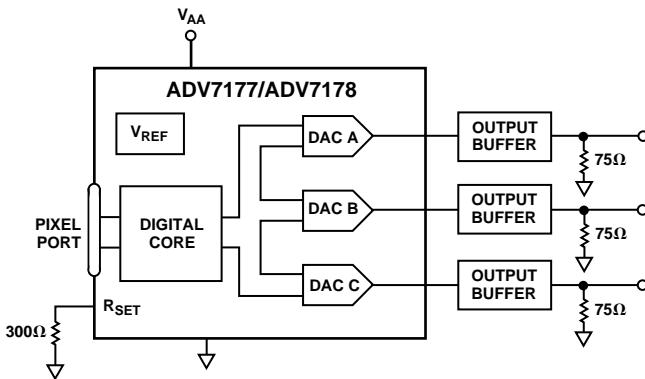 VAA
ADV7177/ADV7178
VREF
DAC A
OUTPUT
BUFFER
75Ω
PIXEL
PORT
DIGITAL
CORE
DAC B
OUTPUT
BUFFER
75Ω
DAC C
OUTPUT
BUFFER
75Ω
RSET
300Ω